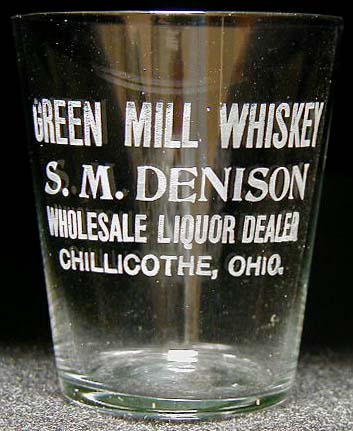 GREEN MILL WHISKEY
S. M. DENISON
WHOLESALE LIQUOR DEALER
CHILLICOTHE, OHIO.